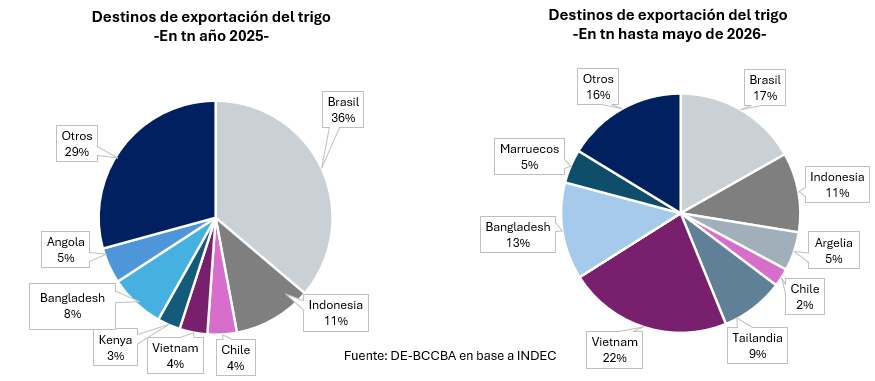 Destinos de exportación del trigo
-En tn año 2025-
Brasil
36%
Indonesia
11%
Chile
4%
Vietnam
4%
Kenya
3%
Bangladesh
8%
Angola
5%
Otros
29%
Destinos de exportación del trigo
-En tn hasta mayo de 2026-
Brasil
17%
Indonesia
11%
Argelia
5%
Chile
2%
Tailandia
9%
Vietnam
22%
Bangladesh
13%
Marruecos
5%
Otros
16%
Fuente: DE-BCCBA en base a INDEC